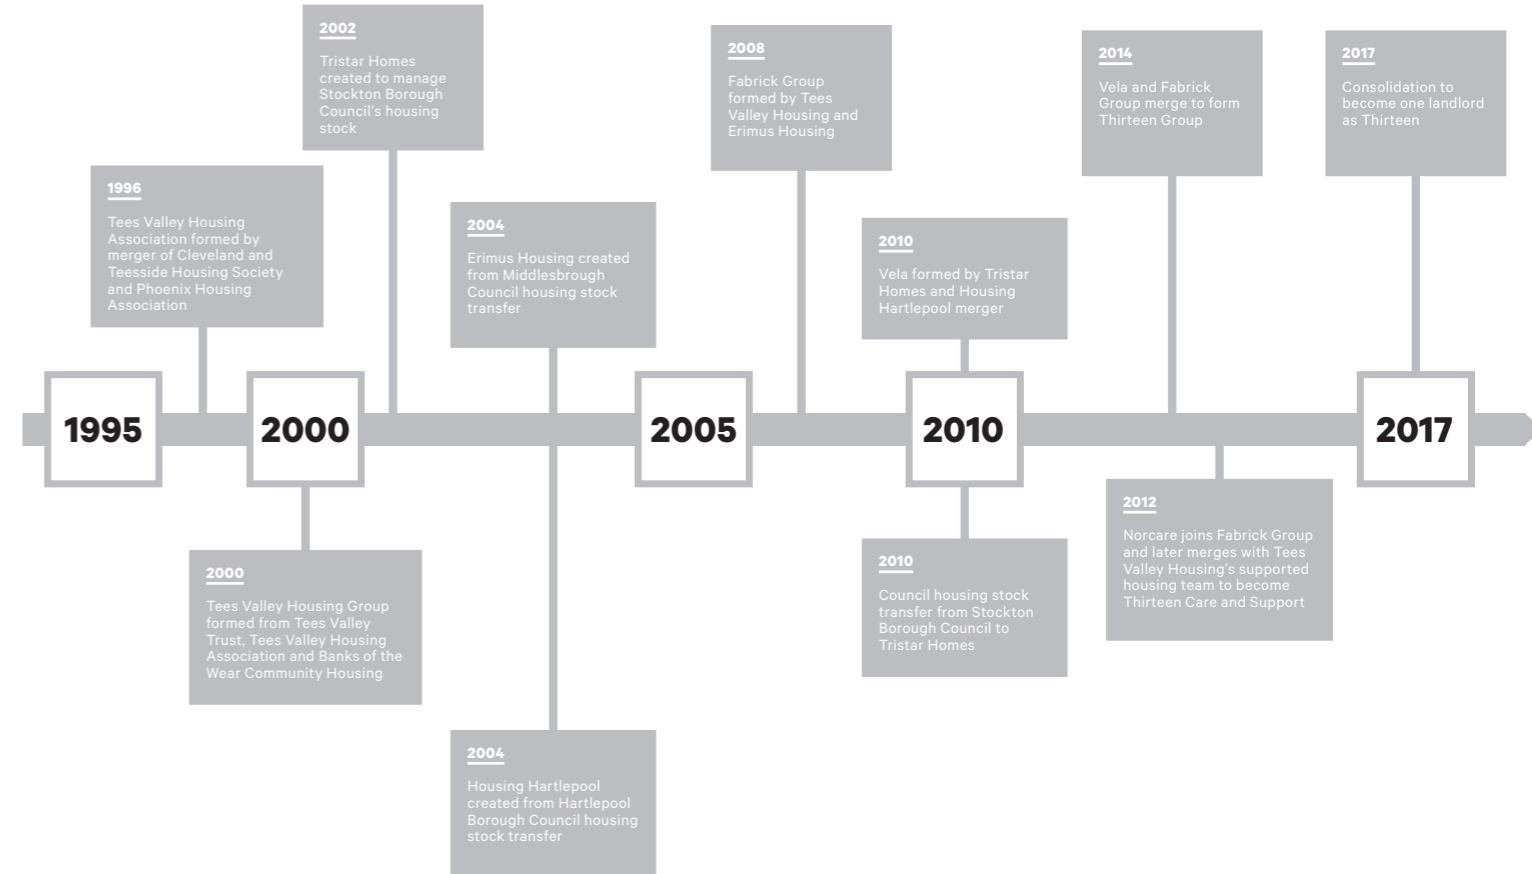 2002
Tristar Homes
created to manage
Stockton Borough
Council's housing
stock
2008
Fabrick Group
formed by Tees
Valley Housing and
Erimus Housing
2014
Vela and Fabrick
Group merge to form
Thirteen Group
2017
Consolidation to
become one landlord
as Thirteen
1996
Tees Valley Housing
Association formed by
merger of Cleveland and
Teesside Housing Society
and Phoenix Housing
Association
2004
Erimus Housing created
from Middlesbrough
Council housing stock
transfer
2010
Vela formed by Tristar
Homes and Housing
Hartlepool merger
1995
2000
2005
2010
2017
2000
Tees Valley Housing Group
formed from Tees Valley
Trust, Tees Valley Housing
Association and Banks of the
Wear Community Housing
2010
Council housing stock
transfer from Stockton
Borough Council to
Tristar Homes
2012
Norcare joins Fabrick Group
and later merges with Tees
Valley Housing's supported
housing team to become
Thirteen Care and Support
2004
Housing Hartlepool
created from Hartlepool
Borough Council housing
stock transfer